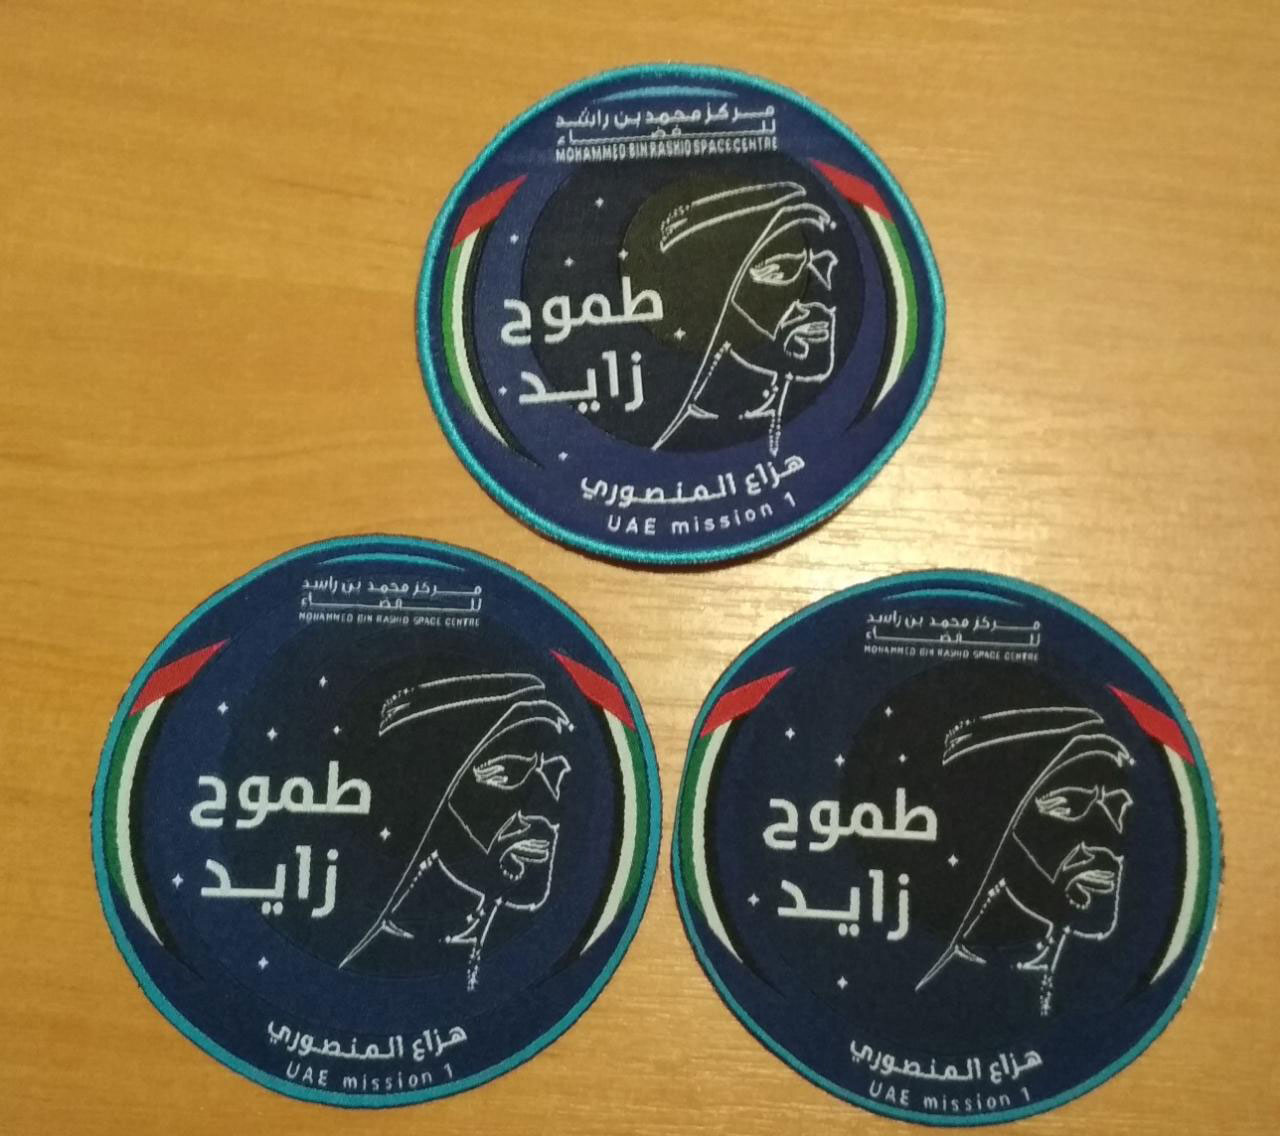 مركز محمد بن راشد
للفضاء
MOHAMMED BIN RASHID SPACE CENTRE
طموح
زايد
هزاع المنصوري
UAE mission 1
مركز محمد بن راشد
للفضاء
MOHAMMED BIN RASHID SPACE CENTRE
طموح
زايد
هزاع المنصوري
UAE mission 1
مركز محمد بن راشد
للفضاء
MOHAMMED BIN RASHID SPACE CENTRE
طموح
زايد
هزاع المنصوري
UAE mission 1